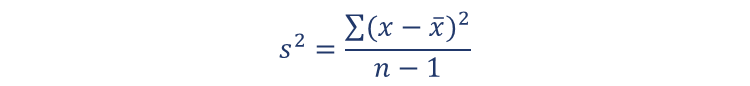 s² = ∑(x − x̄)² / n − 1